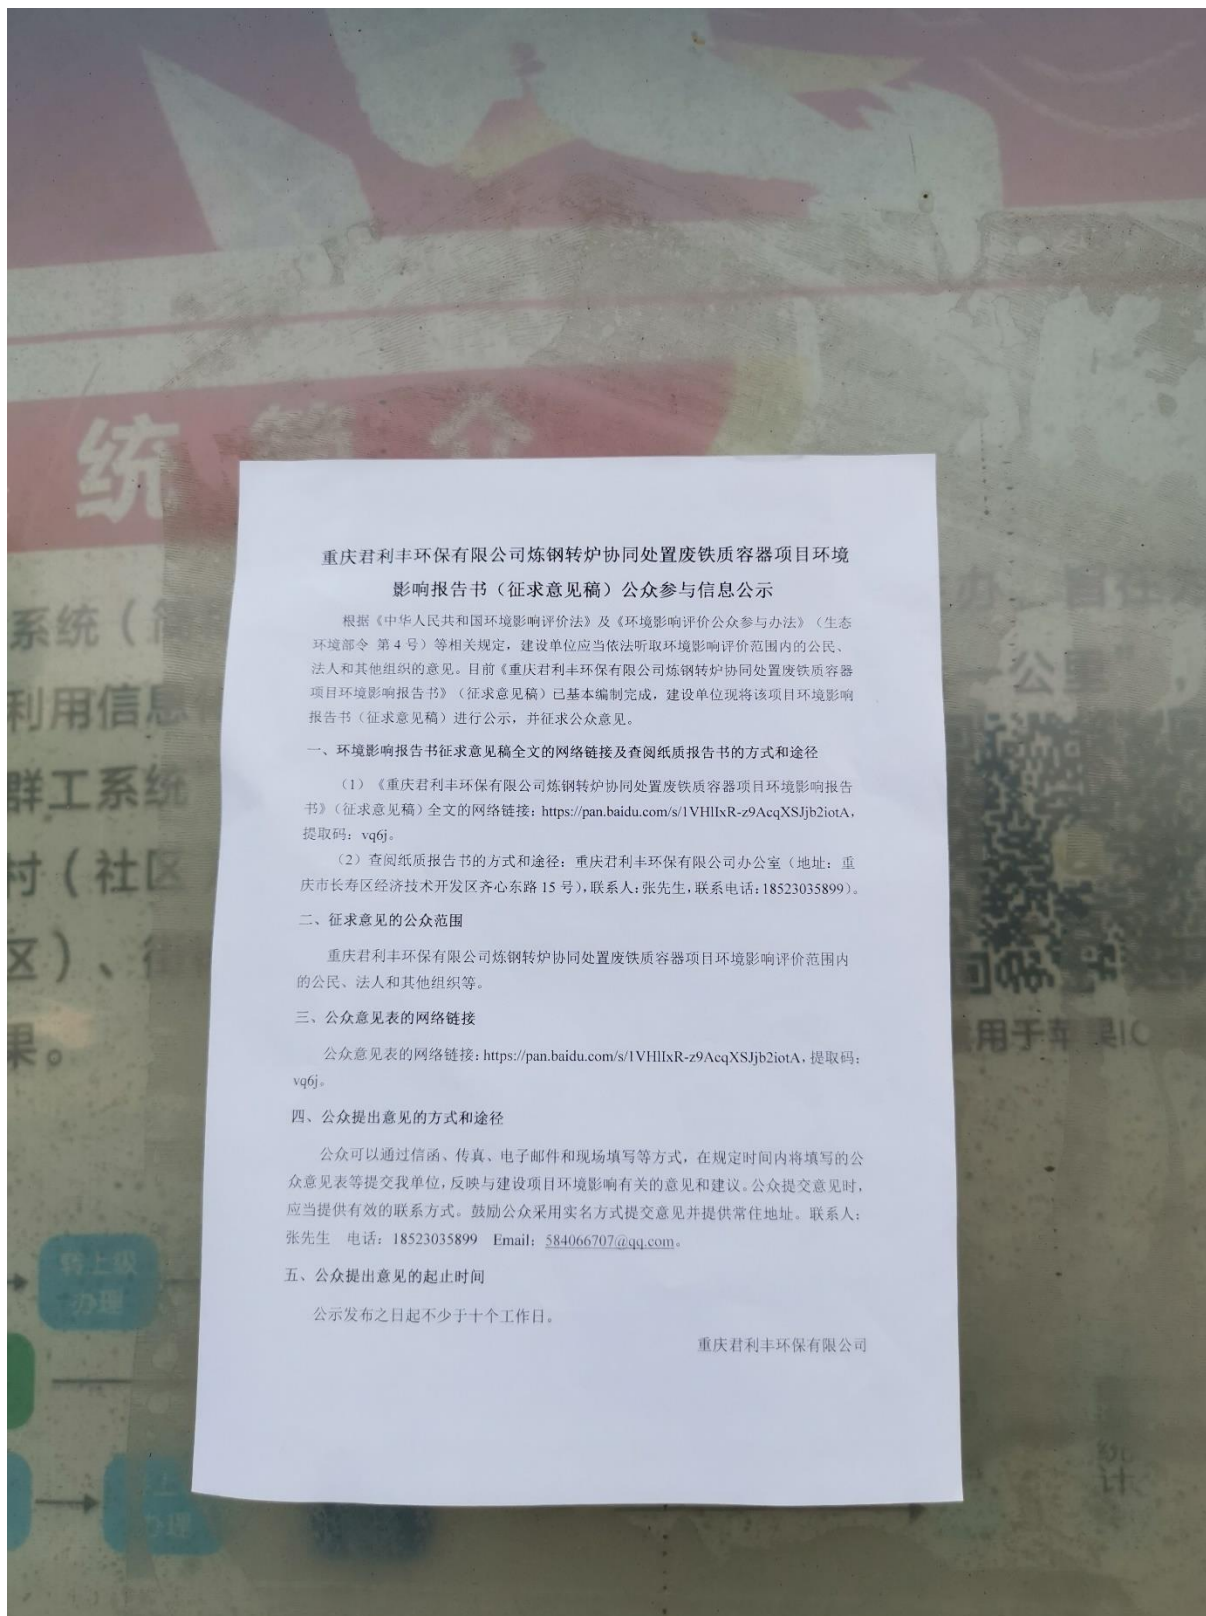 统简介
重庆君利丰环保有限公司炼钢转炉协同处置废铁质容器项目环境
影响报告书（征求意见稿）公众参与信息公示
根据《中华人民共和国环境影响评价法》及《环境影响评价公众参与办法》（生态
环境部令 第 4 号）等相关规定，建设单位应当依法听取环境影响评价范围内的公民、
法人和其他组织的意见。目前《重庆君利丰环保有限公司炼钢转炉协同处置废铁质容器
项目环境影响报告书》（征求意见稿）已基本编制完成，建设单位现将该项目环境影响
报告书（征求意见稿）进行公示，并征求公众意见。
一、环境影响报告书征求意见稿全文的网络链接及查阅纸质报告书的方式和途径
（1）《重庆君利丰环保有限公司炼钢转炉协同处置废铁质容器项目环境影响报告
书》（征求意见稿）全文的网络链接：https://pan.baidu.com/s/1VHlIxR-z9AcqXSJjb2iotA，
提取码：vq6j。
（2）查阅纸质报告书的方式和途径：重庆君利丰环保有限公司办公室（地址：重
庆市长寿区经济技术开发区齐心东路 15 号），联系人：张先生，联系电话：18523035899）。
二、征求意见的公众范围
重庆君利丰环保有限公司炼钢转炉协同处置废铁质容器项目环境影响评价范围内
的公民、法人和其他组织等。
三、公众意见表的网络链接
公众意见表的网络链接：https://pan.baidu.com/s/1VHlIxR-z9AcqXSJjb2iotA，提取码：
vq6j。
四、公众提出意见的方式和途径
公众可以通过信函、传真、电子邮件和现场填写等方式，在规定时间内将填写的公
众意见表等提交我单位，反映与建设项目环境影响有关的意见和建议。公众提交意见时，
应当提供有效的联系方式。鼓励公众采用实名方式提交意见并提供常住地址。联系人：
张先生 电话：18523035899 Email：584066707@qq.com。
五、公众提出意见的起止时间
公示发布之日起不少于十个工作日。
重庆君利丰环保有限公司
系统（简
利用信息
群工系统
村（社区
区）、
果。
转上级
办理
办理
公里
用于苹果IO